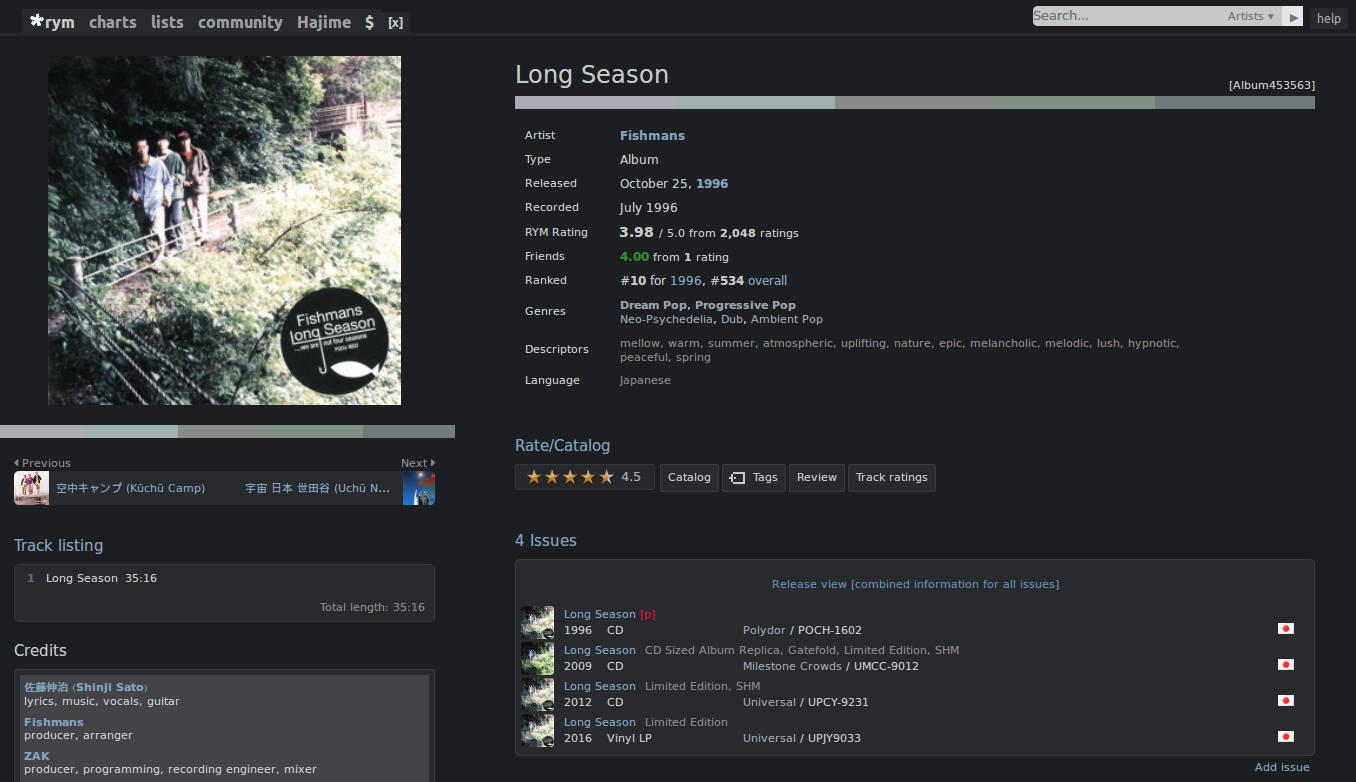 *rym charts lists community Hajime $ [x]
Search... Artists ▾ ▶ help
Fishmans
long Season
...we are not four seasons
POCH-1602
Previous Next
空中キャンプ (Kūchū Camp) 宇宙 日本 世田谷 (Uchū N...
Track listing
1 Long Season 35:16
Total length: 35:16
Credits
佐藤伸治 (Shinji Sato)
lyrics, music, vocals, guitar
Fishmans
producer, arranger
ZAK
producer, programming, recording engineer, mixer
Long Season
[Album453563]
Artist Fishmans
Type Album
Released October 25, 1996
Recorded July 1996
RYM Rating 3.98 / 5.0 from 2,048 ratings
Friends 4.00 from 1 rating
Ranked #10 for 1996, #534 overall
Genres Dream Pop, Progressive Pop
Neo-Psychedelia, Dub, Ambient Pop
Descriptors mellow, warm, summer, atmospheric, uplifting, nature, epic, melancholic, melodic, lush, hypnotic,
peaceful, spring
Language Japanese
Rate/Catalog
4.5 Catalog Tags Review Track ratings
4 Issues
Release view [combined information for all issues]
Long Season [p]
1996 CD Polydor / POCH-1602
Long Season CD Sized Album Replica, Gatefold, Limited Edition, SHM
2009 CD Milestone Crowds / UMCC-9012
Long Season Limited Edition, SHM
2012 CD Universal / UPCY-9231
Long Season Limited Edition
2016 Vinyl LP Universal / UPJY9033
Add issue